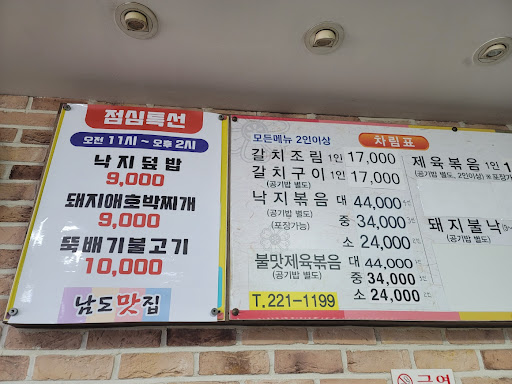 점심특선
오전 11시~오후 2시
낙지덮밥
9,000
돼지애호박찌개
9,000
뚝배기불고기
10,000
남도맛집
모든메뉴 2인이상
차림표
갈치조림 1인 17,000
갈치구이 1인 17,000
(공기밥 별도)
낙지볶음 대 44,000
(공기밥 별도)
(포장가능)
중 34,000
소 24,000
불맛제육볶음 대 44,000
(공기밥 별도)
중 34,000
소 24,000
T.221-1199
제육볶음 1인 1
(공기밥 별도, 2인이상) ※포장가
돼지불낙
(공기밥 별도)
금연